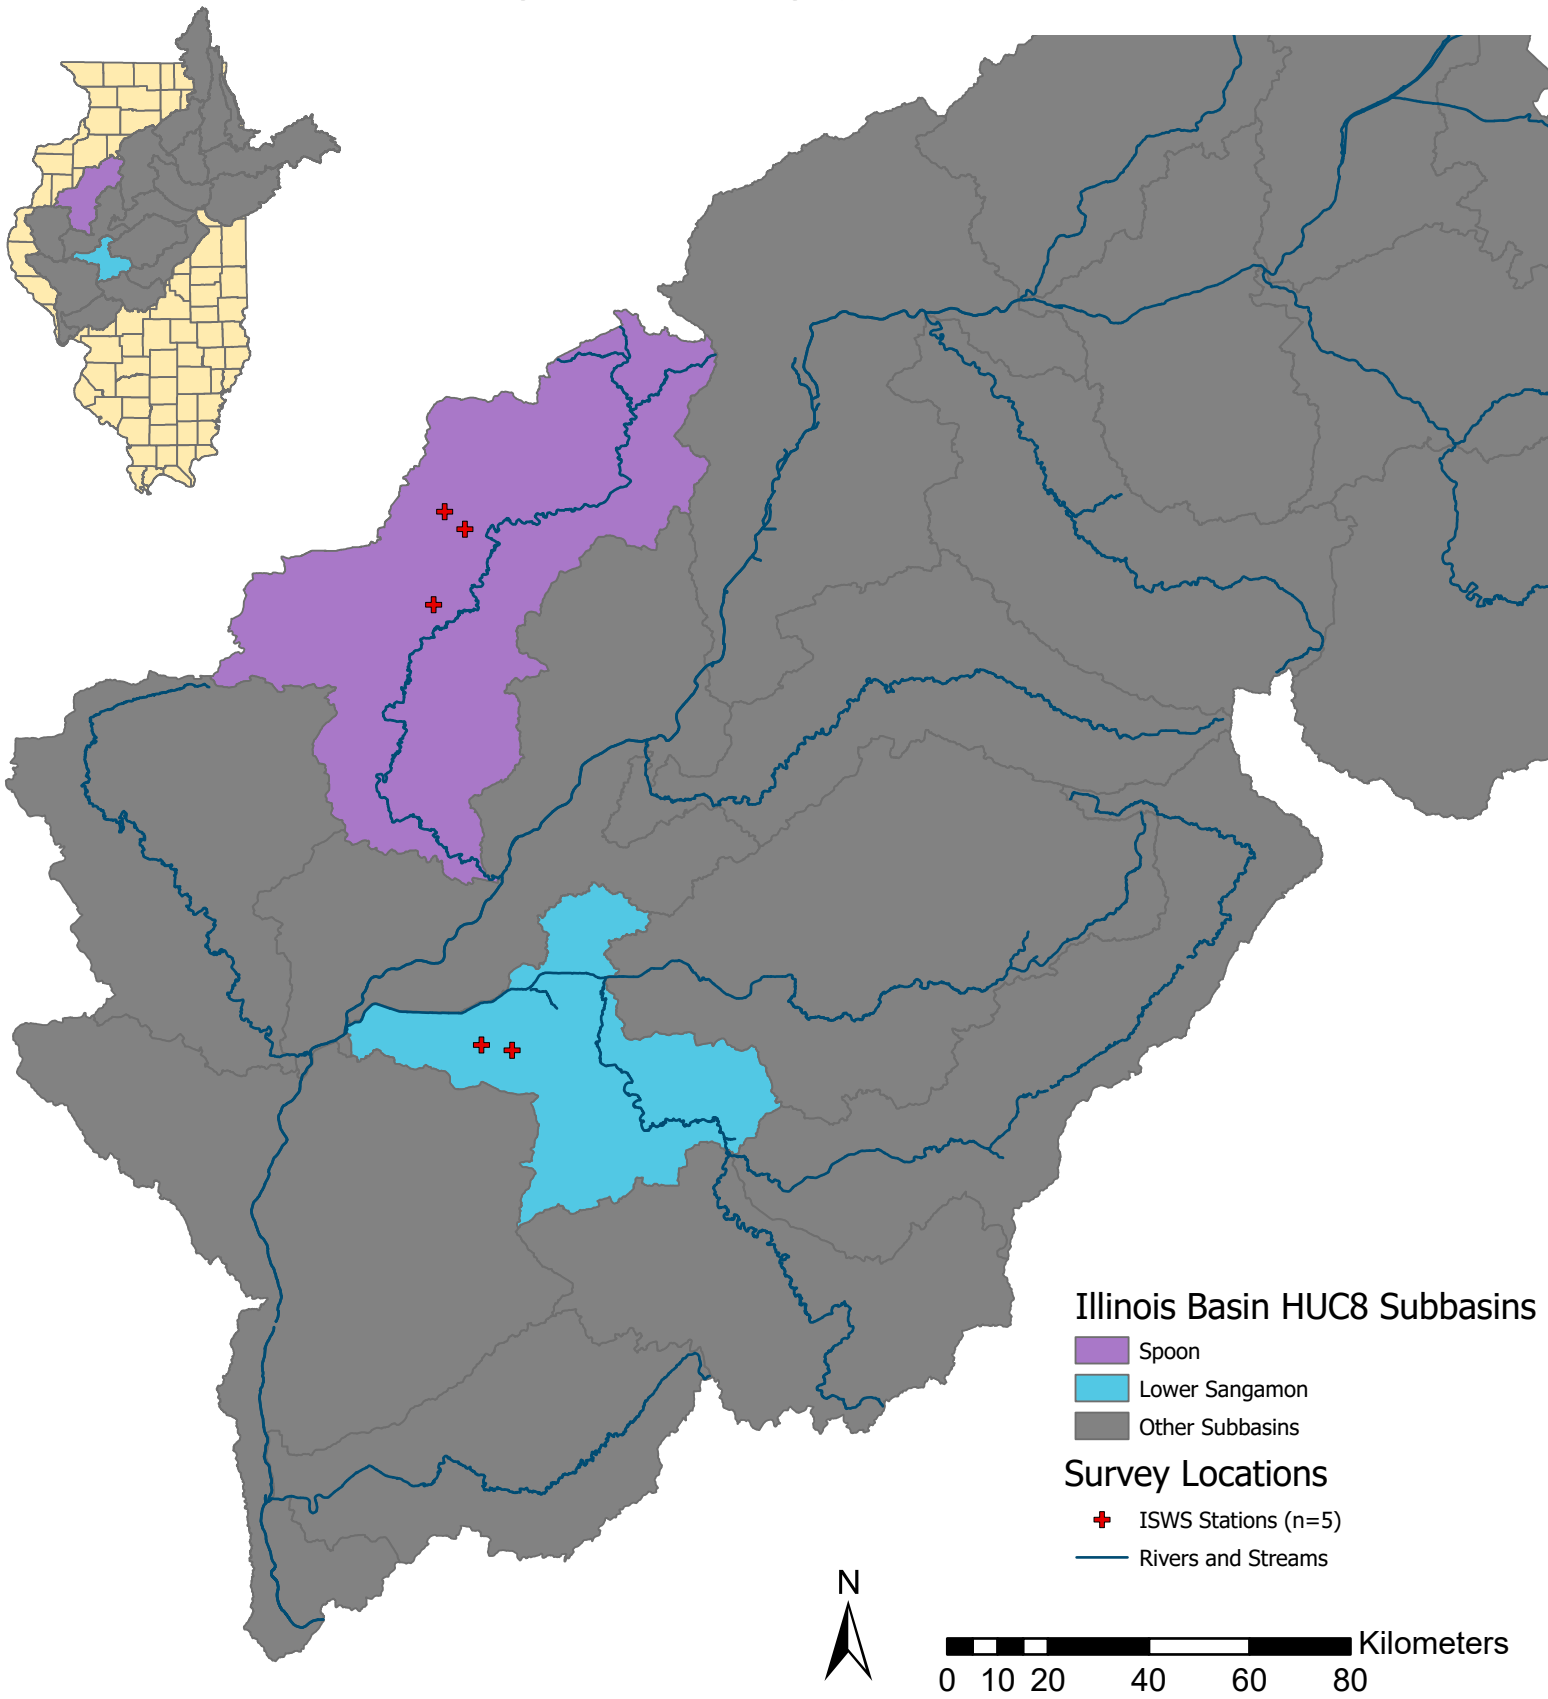 Illinois Basin HUC8 Subbasins
Spoon
Lower Sangamon
Other Subbasins
Survey Locations
ISWS Stations (n=5)
Rivers and Streams
N
Kilometers
0 10 20 40 60 80